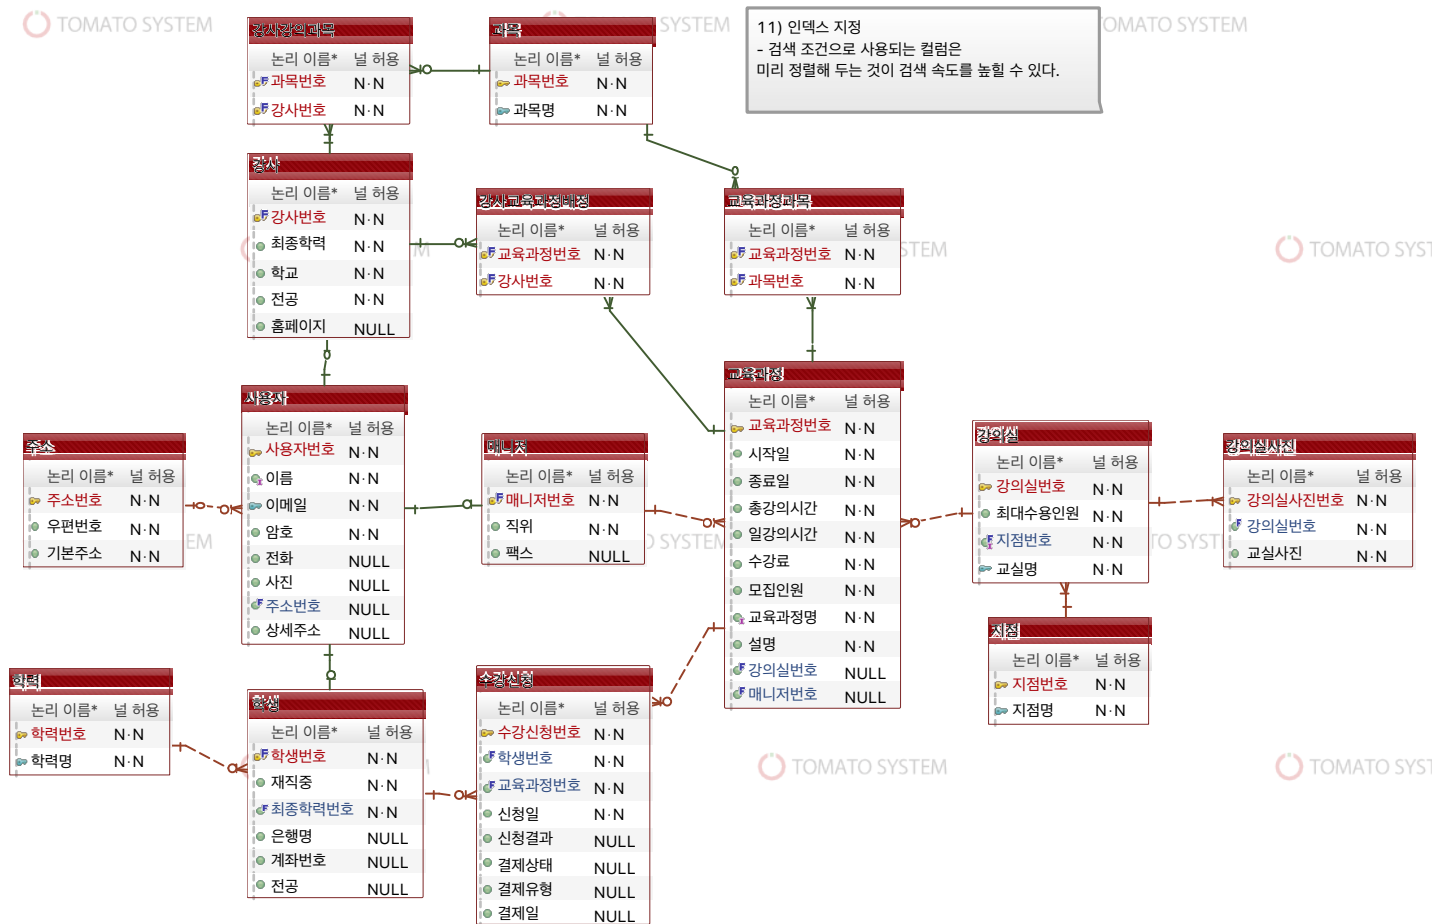 TOMATO SYSTEM
SYSTEM
TOMATO SYSTEM
11) 인덱스 지정
- 검색 조건으로 사용되는 컬럼은
미리 정렬해 두는 것이 검색 속도를 높힐 수 있다.
강사강의과목
논리 이름* 널 허용
과목번호 N·N
강사번호 N·N
과목
논리 이름* 널 허용
과목번호 N·N
과목명 N·N
강사
논리 이름* 널 허용
강사번호 N·N
최종학력 N·N
학교 N·N
전공 N·N
홈페이지 NULL
강사교육과정배정
논리 이름* 널 허용
교육과정번호 N·N
강사번호 N·N
교육과정과목
논리 이름* 널 허용
교육과정번호 N·N
과목번호 N·N
M
STEM
TOMATO SYST
사용자
논리 이름* 널 허용
사용자번호 N·N
이름 N·N
이메일 N·N
암호 N·N
전화 NULL
사진 NULL
주소번호 NULL
상세주소 NULL
주소
논리 이름* 널 허용
주소번호 N·N
우편번호 N·N
기본주소 N·N
매니저
논리 이름* 널 허용
매니저번호 N·N
직위 N·N
팩스 NULL
교육과정
논리 이름* 널 허용
교육과정번호 N·N
시작일 N·N
종료일 N·N
총강의시간 N·N
일강의시간 N·N
수강료 N·N
모집인원 N·N
교육과정명 N·N
설명 N·N
강의실번호 NULL
매니저번호 NULL
강의실
논리 이름* 널 허용
강의실번호 N·N
최대수용인원 N·N
지점번호 N·N
교실명 N·N
강의실사진
논리 이름* 널 허용
강의실사진번호 N·N
강의실번호 N·N
교실사진 N·N
EM
SYSTEM
TO SYST
지점
논리 이름* 널 허용
지점번호 N·N
지점명 N·N
학력
논리 이름* 널 허용
학력번호 N·N
학력명 N·N
학생
논리 이름* 널 허용
학생번호 N·N
재직중 N·N
최종학력번호 N·N
은행명 NULL
계좌번호 NULL
전공 NULL
수강신청
논리 이름* 널 허용
수강신청번호 N·N
학생번호 N·N
교육과정번호 N·N
신청일 N·N
신청결과 NULL
결제상태 NULL
결제유형 NULL
결제일 NULL
TOMATO SYSTEM
TOMATO SYST